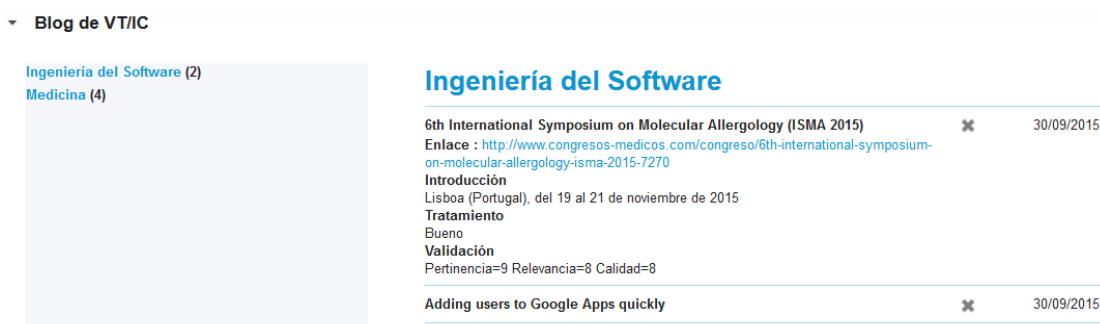 Blog de VT/IC
Ingeniería del Software (2)
Medicina (4)
Ingeniería del Software
6th International Symposium on Molecular Allergology (ISMA 2015) 30/09/2015
Enlace : http://www.congresos-medicos.com/congreso/6th-international-symposium-
on-molecular-allergology-isma-2015-7270
Introducción
Lisboa (Portugal), del 19 al 21 de noviembre de 2015
Tratamiento
Bueno
Validación
Pertinencia=9 Relevancia=8 Calidad=8
Adding users to Google Apps quickly 30/09/2015